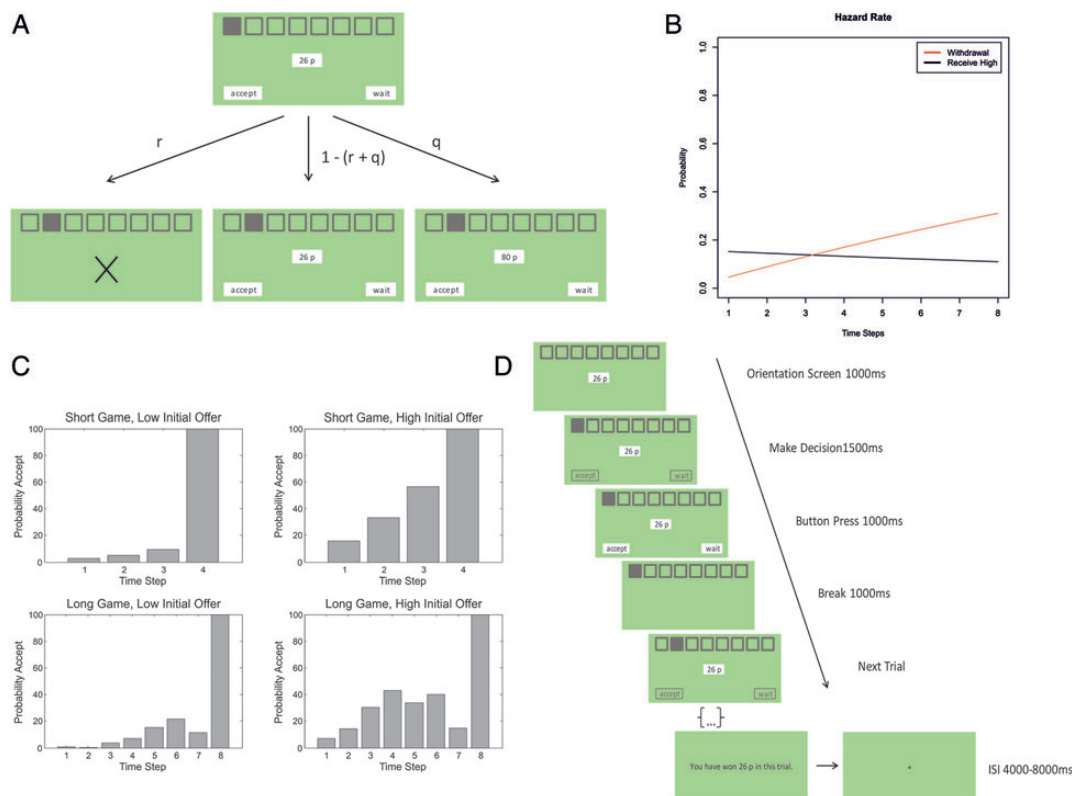 A
26 p
accept
wait
r
1 - (r + q)
q
26 p
accept
wait
80 p
accept
wait
B
Hazard Rate
Withdrawal
Receive High
Probability
1.0
0.8
0.6
0.4
0.2
0.0
1 2 3 4 5 6 7 8
Time Steps
C
Short Game, Low Initial Offer
Probability Accept
100
80
60
40
20
0
1 2 3 4
Time Step
Short Game, High Initial Offer
Probability Accept
100
80
60
40
20
0
1 2 3 4
Time Step
Long Game, Low Initial Offer
Probability Accept
100
80
60
40
20
0
1 2 3 4 5 6 7 8
Time Step
Long Game, High Initial Offer
Probability Accept
100
80
60
40
20
0
1 2 3 4 5 6 7 8
Time Step
D
26 p
Orientation Screen 1000ms
26 p
accept
wait
Make Decision1500ms
26 p
accept
wait
Button Press 1000ms
Break 1000ms
26 p
accept
wait
Next Trial
{...}
You have won 26 p in this trial.
+
ISI 4000-8000ms